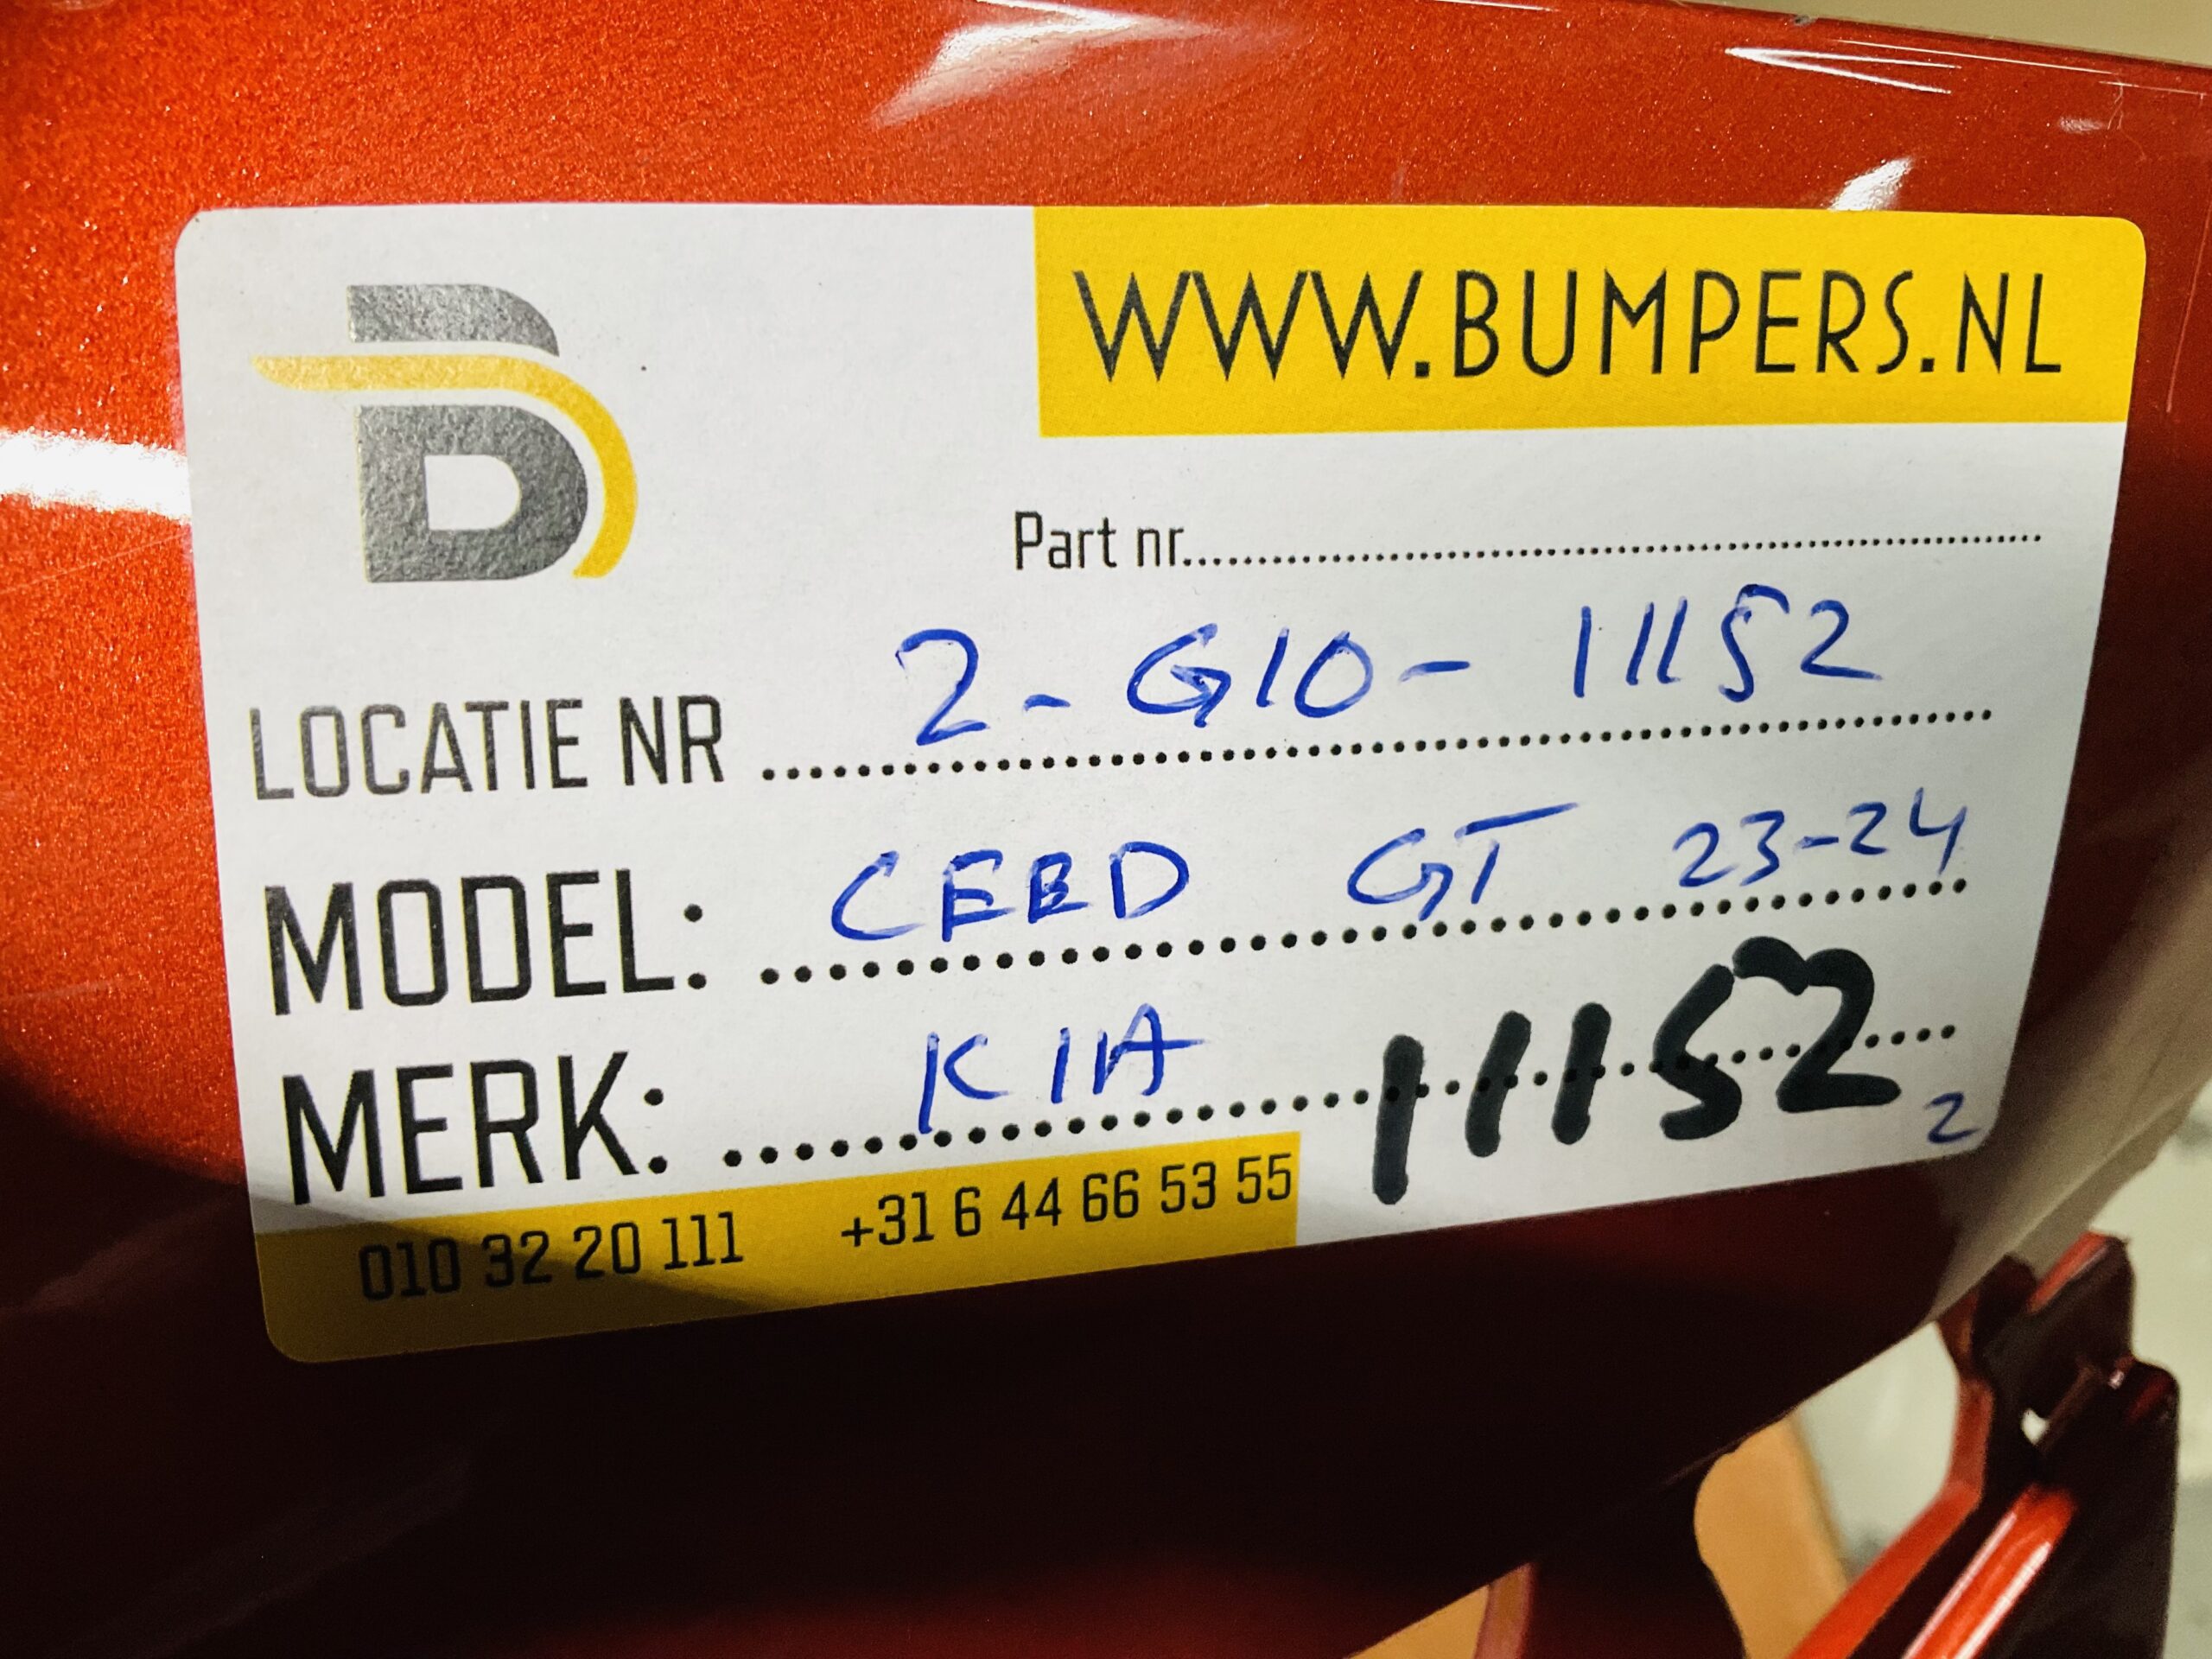 WWW.BUMPERS.NL
Part nr.
LOCATIE NR 2-G10-11152
MODEL: CEED GT 23-24
MERK: KIA 11152
2
010 32 20 111 +31 6 44 66 53 55